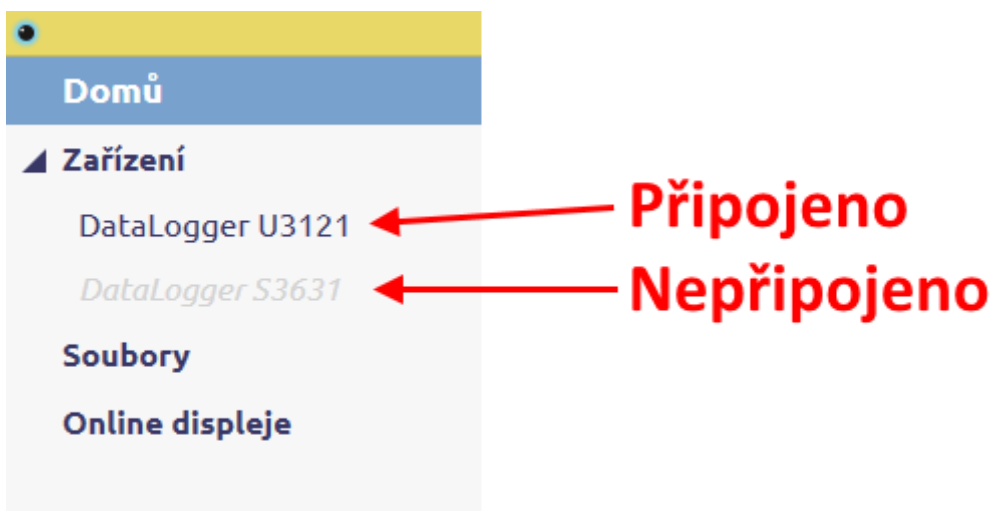 Domů
Zařízení
DataLogger U3121
Připojeno
DataLogger S3631
Nepřipojeno
Soubory
Online displeje